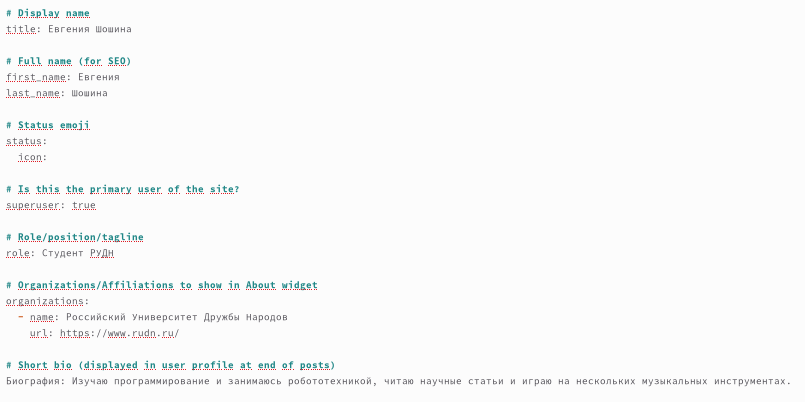 # Display name
title: Евгения Шошина
# Full name (for SEO)
first_name: Евгения
last_name: Шошина
# Status emoji
status:
icon:
# Is this the primary user of the site?
superuser: true
# Role/position/tagline
role: Студент РУДН
# Organizations/Affiliations to show in About widget
organizations:
- name: Российский Университет Дружбы Народов
url: https://www.rudn.ru/
# Short bio (displayed in user profile at end of posts)
Биография: Изучаю программирование и занимаюсь робототехникой, читаю научные статьи и играю на нескольких музыкальных инструментах.